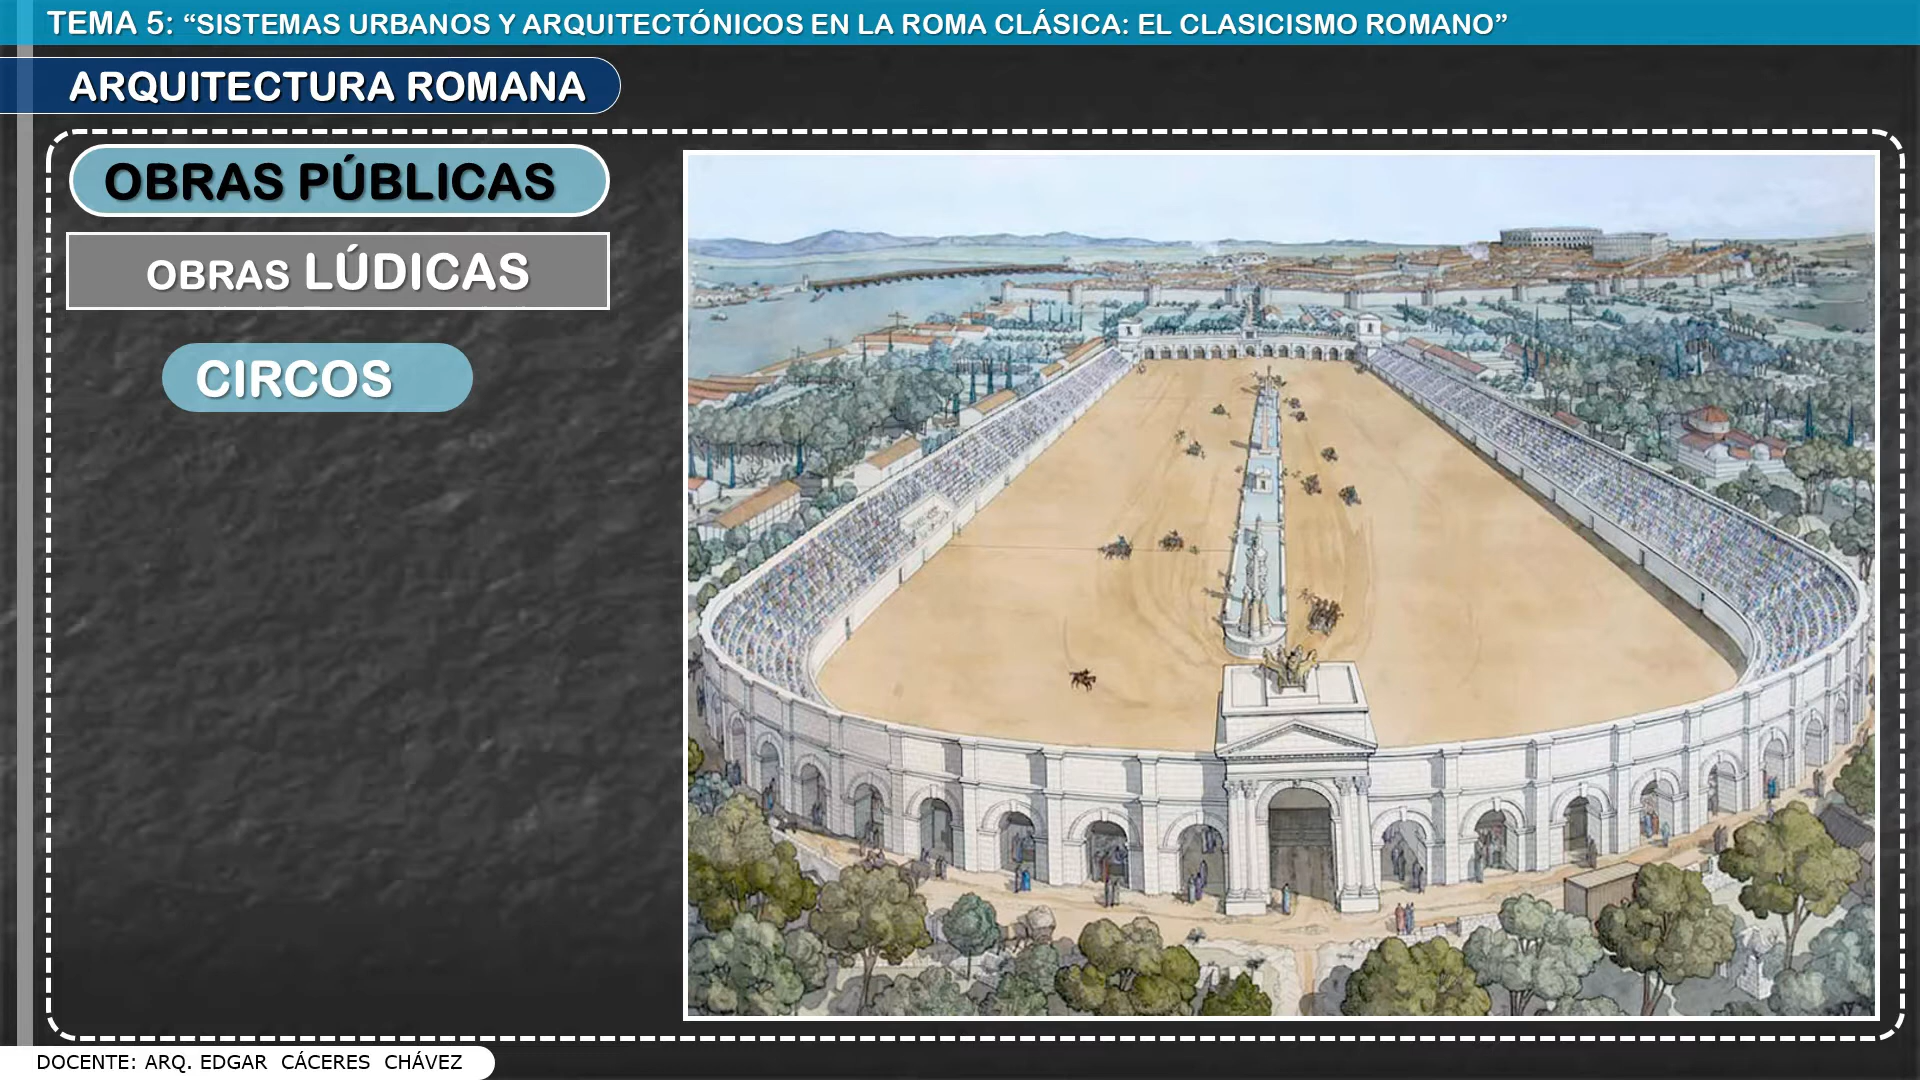 TEMA 5: “SISTEMAS URBANOS Y ARQUITECTÓNICOS EN LA ROMA CLÁSICA: EL CLASICISMO ROMANO”
ARQUITECTURA ROMANA
OBRAS PÚBLICAS
OBRAS LÚDICAS
CIRCOS
DOCENTE: ARQ. EDGAR CÁCERES CHÁVEZ